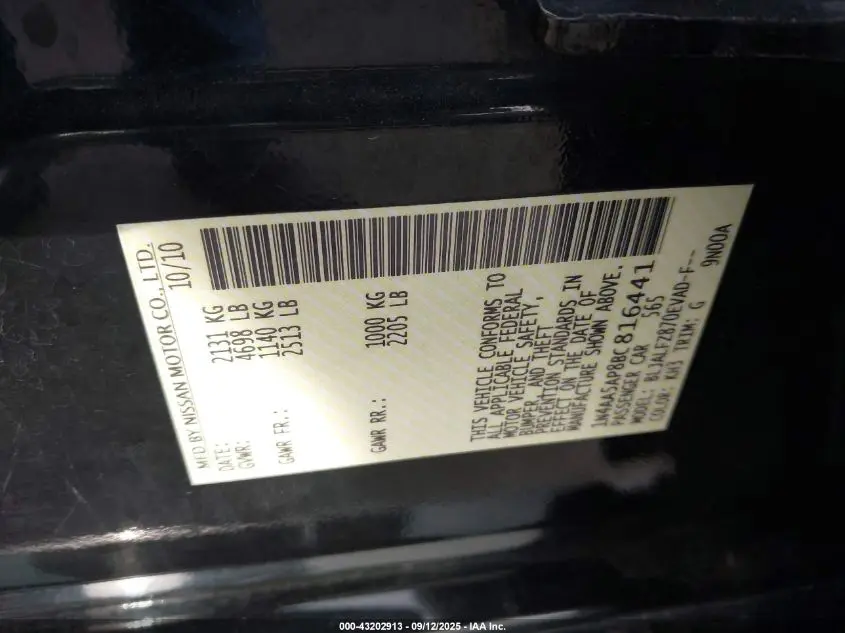 MFD BY NISSAN MOTOR CO., LTD.
DATE: 10/10
GVWR: 2131 KG
4698 LB
GAWR FR.: 1140 KG
2513 LB
GAWR RR.: 1000 KG
2205 LB
THIS VEHICLE CONFORMS TO
ALL APPLICABLE FEDERAL
MOTOR VEHICLE SAFETY,
BUMPER, AND THEFT
PREVENTION STANDARDS IN
EFFECT ON THE DATE OF
MANUFACTURE SHOWN ABOVE.
1N4AA5AP8BC816441
PASSENGER CAR S65
MODEL: BLJALFZ87DEVAD-F--
COLOR: KH3 TRIM: G 9N00A
000-43202913 - 09/12/2025 - IAA Inc.